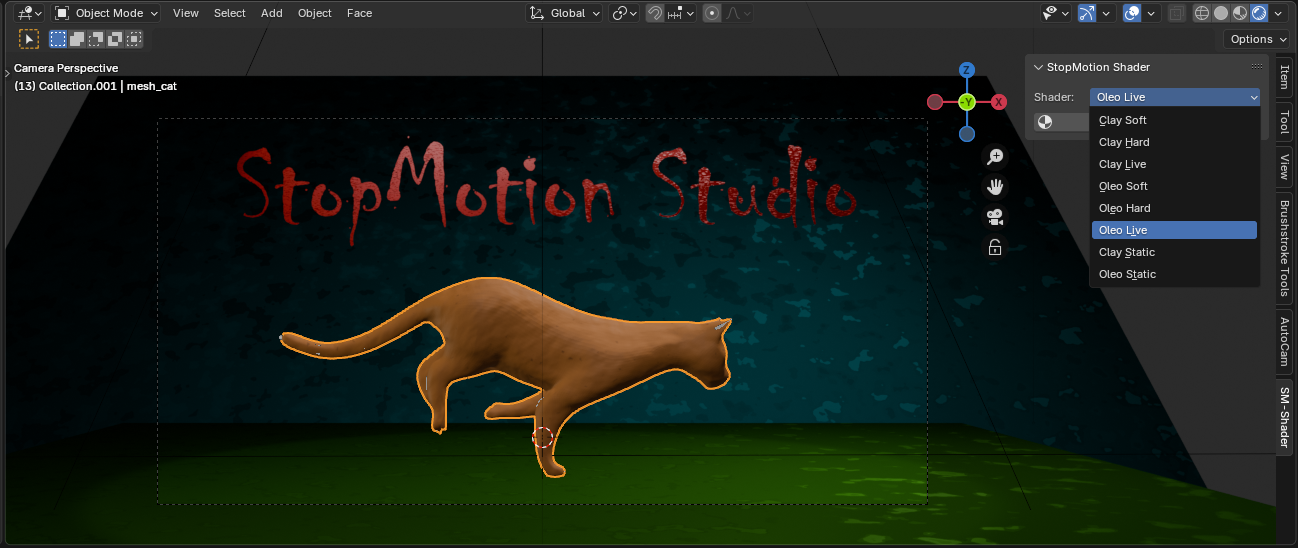 Object Mode View Select Add Object Face Global
Options
Camera Perspective
(13) Collection.001 | mesh_cat
Z
-Y
X
StopMotion Studio
StopMotion Shader
Shader: Oleo Live
Clay Soft
Clay Hard
Clay Live
Oleo Soft
Oleo Hard
Oleo Live
Clay Static
Oleo Static
Item
Tool
View
Brushstroke Tools
AutoCam
SM-Shader